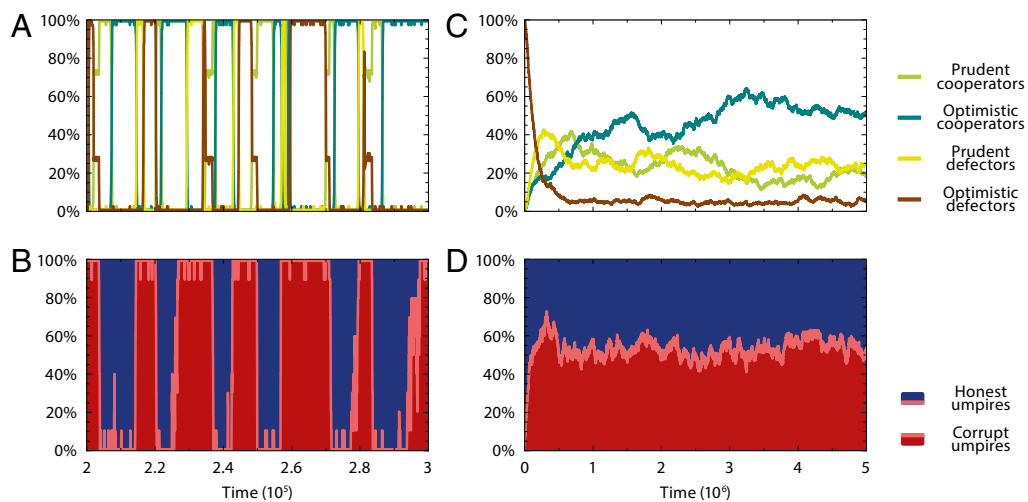 A
100%
80%
60%
40%
20%
0%
C
100%
80%
60%
40%
20%
0%
Prudent
cooperators
Optimistic
cooperators
Prudent
defectors
Optimistic
defectors
B
100%
80%
60%
40%
20%
0%
2
2.2
2.4
2.6
2.8
3
Time (10⁵)
D
100%
80%
60%
40%
20%
0%
0
1
2
3
4
5
Time (10⁶)
Honest
umpires
Corrupt
umpires